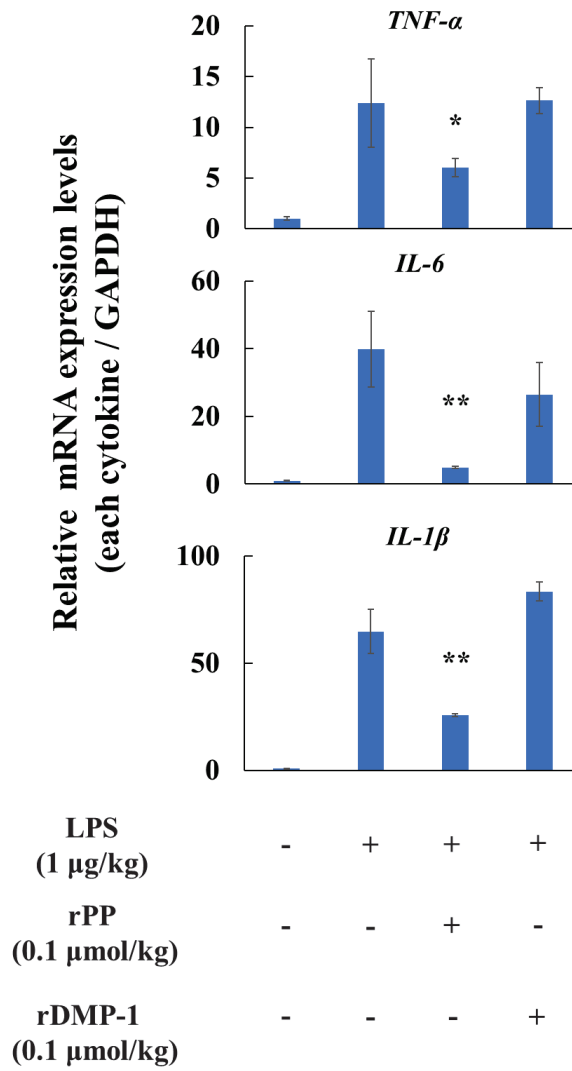 Relative mRNA expression levels
(each cytokine / GAPDH)
TNF-α
20
15
10
5
0
*
IL-6
60
40
20
0
**
IL-1β
100
50
0
**
LPS
(1 μg/kg)
- + + +
rPP
(0.1 μmol/kg)
- - + -
rDMP-1
(0.1 μmol/kg)
- - - +